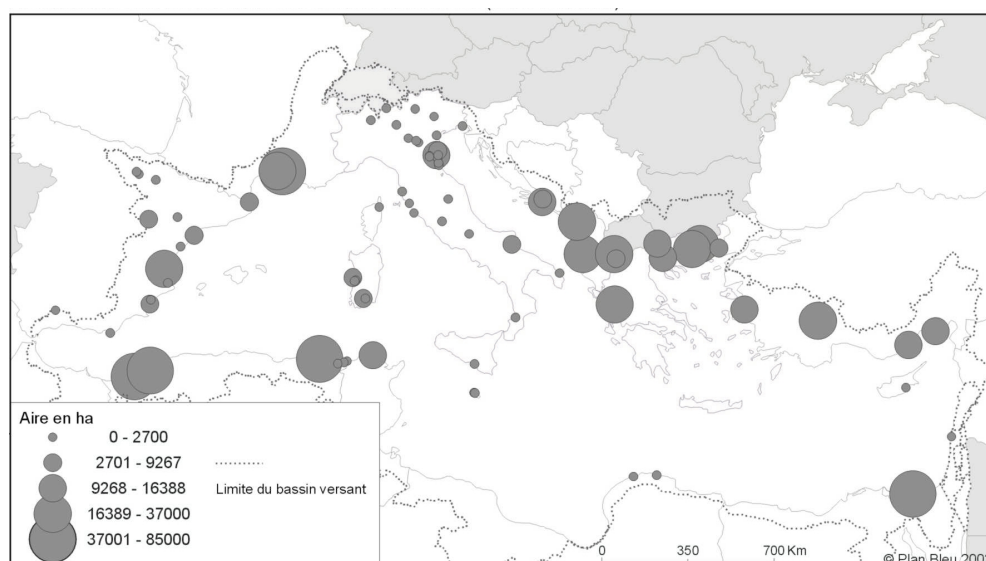 Aire en ha
0 - 2700
2701 - 9267
9268 - 16388
Limite du bassin versant
16389 - 37000
37001 - 85000
0 350 700 Km
© Plan Bleu